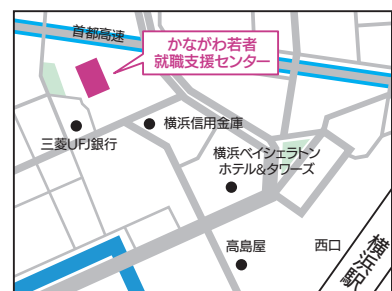 首都高速
かながわ若者
就職支援センター
横浜信用金庫
三菱UFJ銀行
横浜ベイシェラトン
ホテル&タワーズ
高島屋
西口
横浜駅